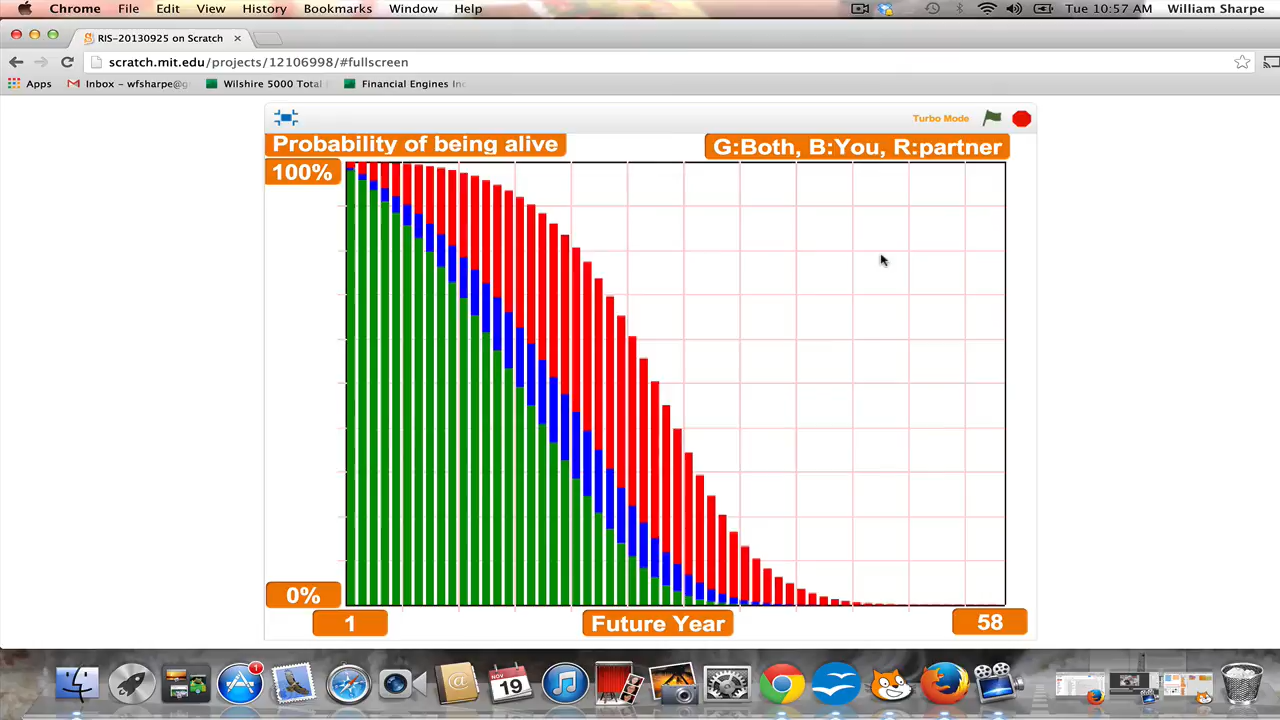 Chrome File Edit View History Bookmarks Window Help Tue 10:57 AM William Sharpe
RIS-20130925 on Scratch
scratch.mit.edu/projects/12106998/#fullscreen
Apps Inbox - wfsharpe@g Wilshire 5000 Total Financial Engines Inc
Turbo Mode
Probability of being alive G:Both, B:You, R:partner
100%
0%
1 Future Year 58
1
NOV
19